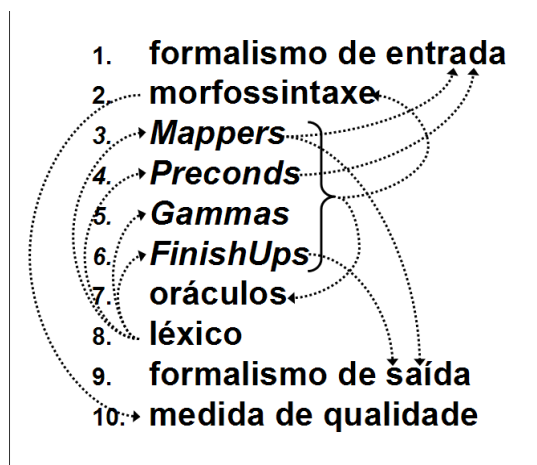 1. formalismo de entrada
2. morfossintaxe
3. Mappers
4. Preconds
5. Gammas
6. FinishUps
7. oráculos
8. léxico
9. formalismo de saída
10. medida de qualidade